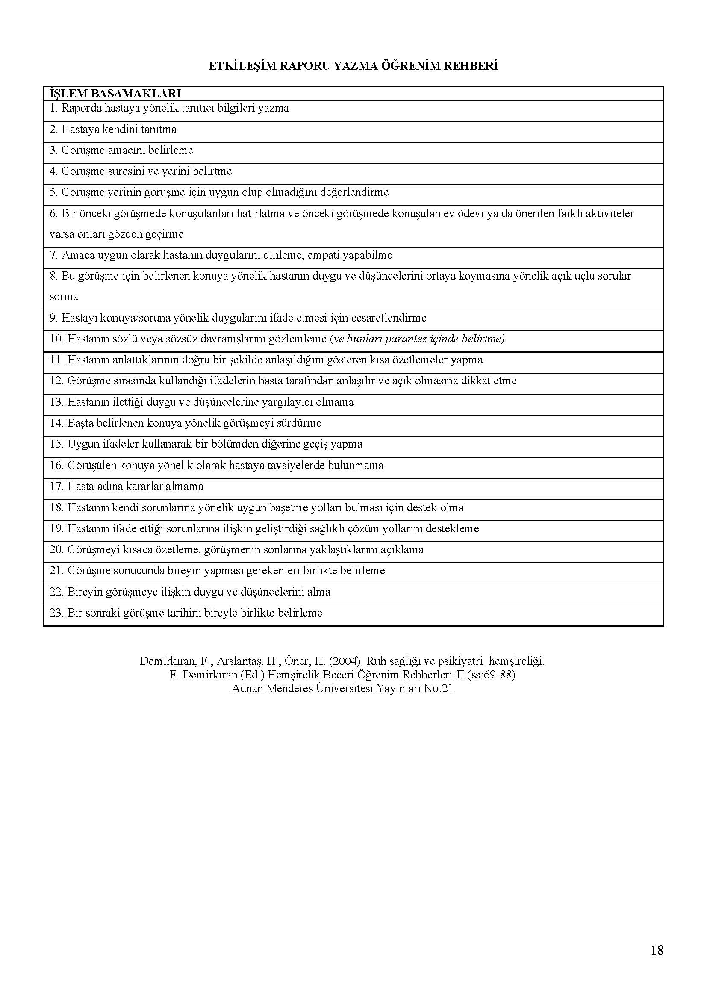 ETKİLEŞİM RAPORU YAZMA ÖĞRENİM REHBERİ
İŞLEM BASAMAKLARI
1. Raporda hastaya yönelik tanıtıcı bilgileri yazma
2. Hastaya kendini tanıtma
3. Görüşme amacını belirleme
4. Görüşme süresini ve yerini belirtme
5. Görüşme yerinin görüşme için uygun olup olmadığını değerlendirme
6. Bir önceki görüşmede konuşulanları hatırlatma ve önceki görüşmede konuşulan ev ödevi ya da önerilen farklı aktiviteler
varsa onları gözden geçirme
7. Amaca uygun olarak hastanın duygularını dinleme, empati yapabilme
8. Bu görüşme için belirlenen konuya yönelik hastanın duygu ve düşüncelerini ortaya koymasına yönelik açık uçlu sorular
sorma
9. Hastayı konuya/soruna yönelik duygularını ifade etmesi için cesaretlendirme
10. Hastanın sözlü veya sözsüz davranışlarını gözlemleme (ve bunları parantez içinde belirtme)
11. Hastanın anlattıklarının doğru bir şekilde anlaşıldığını gösteren kısa özetlemeler yapma
12. Görüşme sırasında kullandığı ifadelerin hasta tarafından anlaşılır ve açık olmasına dikkat etme
13. Hastanın ilettiği duygu ve düşüncelerine yargılayıcı olmama
14. Başta belirlenen konuya yönelik görüşmeyi sürdürme
15. Uygun ifadeler kullanarak bir bölümden diğerine geçiş yapma
16. Görüşülen konuya yönelik olarak hastaya tavsiyelerde bulunmama
17. Hasta adına kararlar almama
18. Hastanın kendi sorunlarına yönelik uygun başetme yolları bulması için destek olma
19. Hastanın ifade ettiği sorunlarına ilişkin geliştirdiği sağlıklı çözüm yollarını destekleme
20. Görüşmeyi kısaca özetleme, görüşmenin sonlarına yaklaştıklarını açıklama
21. Görüşme sonucunda bireyin yapması gerekenleri birlikte belirleme
22. Bireyin görüşmeye ilişkin duygu ve düşüncelerini alma
23. Bir sonraki görüşme tarihini bireyle birlikte belirleme
Demirkıran, F., Arslantaş, H., Öner, H. (2004). Ruh sağlığı ve psikiyatri hemşireliği.
F. Demirkıran (Ed.) Hemşirelik Beceri Öğrenim Rehberleri-II (ss:69-88)
Adnan Menderes Üniversitesi Yayınları No:21
18